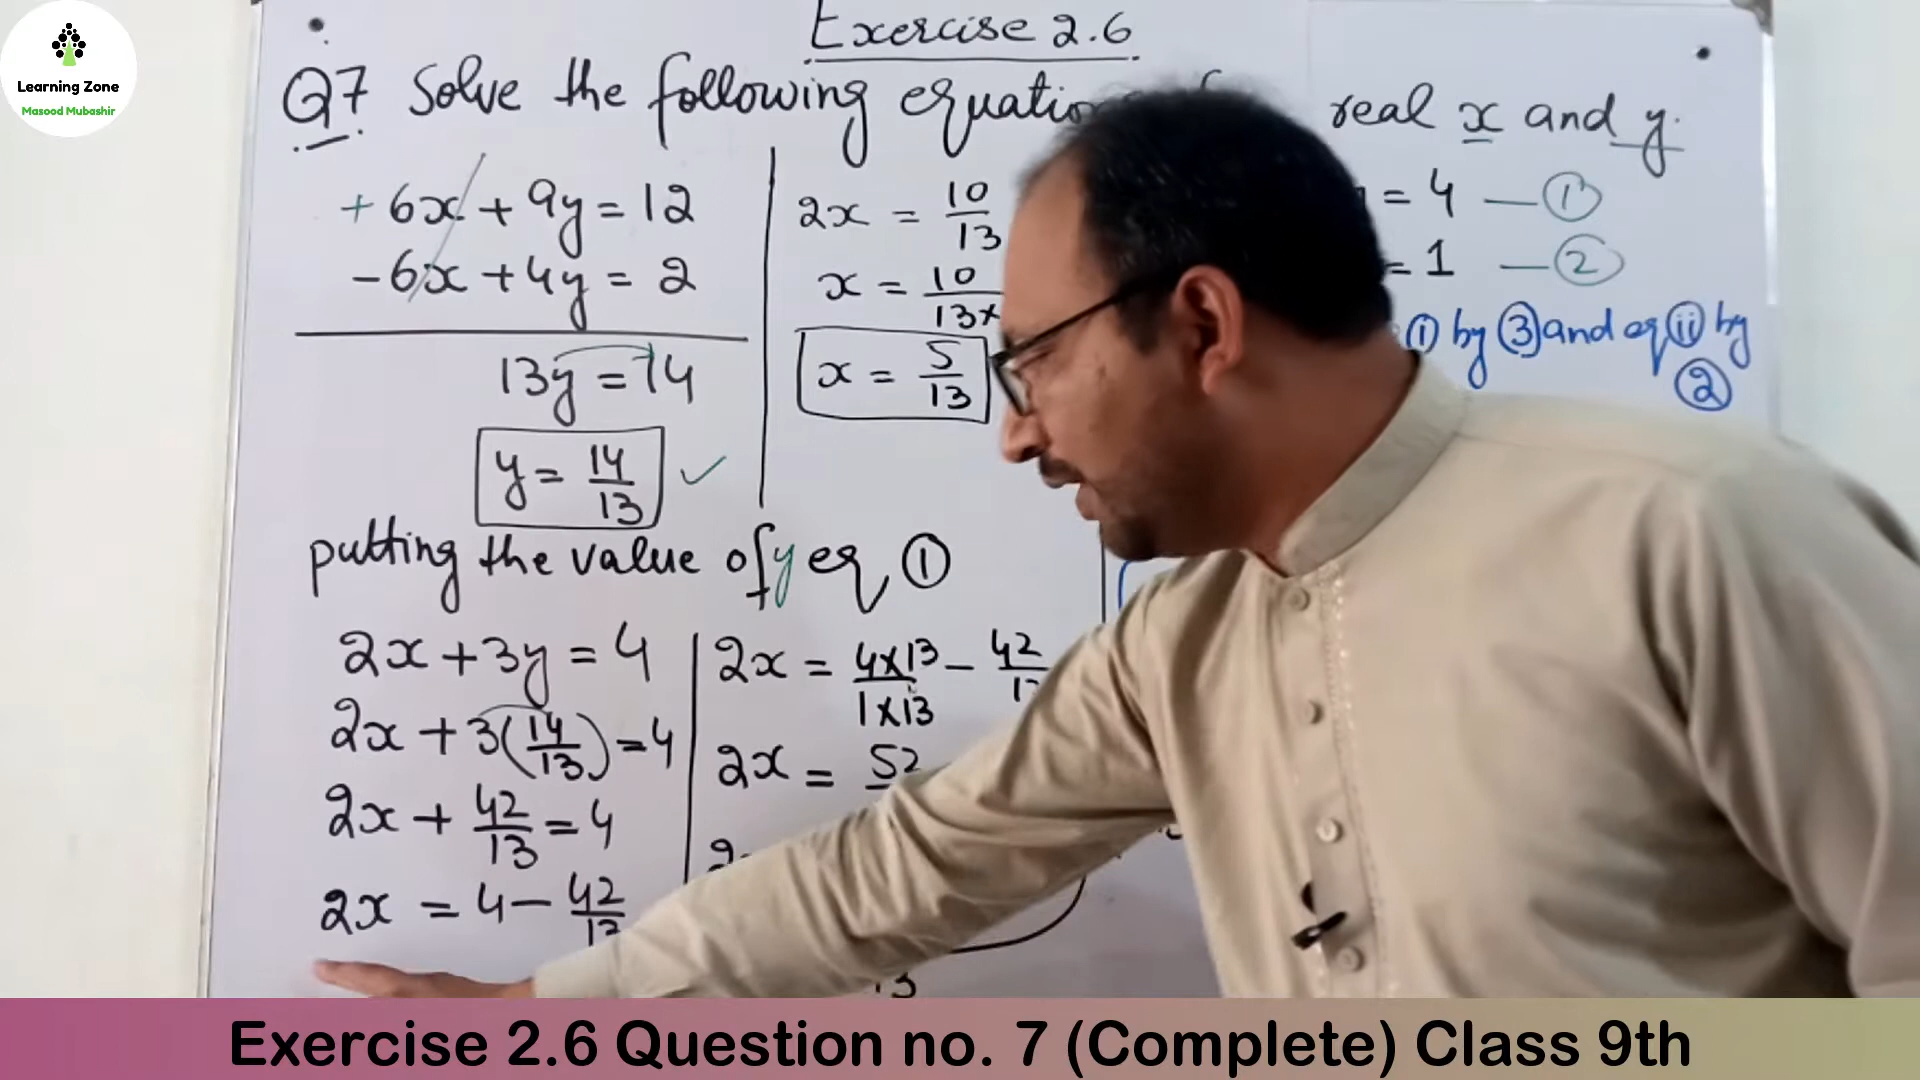 Learning Zone
Masood Mubashir
Exercise 2.6
Q7 Solve the following equatio real x and y.
+ 6x + 9y = 12
- 6x + 4y = 2
13y = 14
y = 14/13 ✓
putting the value of y eq ①
2x + 3y = 4
2x + 3(14/13) = 4
2x + 42/13 = 4
2x = 4 - 42/13
2x = 10/13
x = 10/13×
x = 5/13
2x = 4×13/1×13 - 42
2x = 52
= 4 — ①
= 1 — ②
① by ③ and eq ⅱ by
②
Exercise 2.6 Question no. 7 (Complete) Class 9th